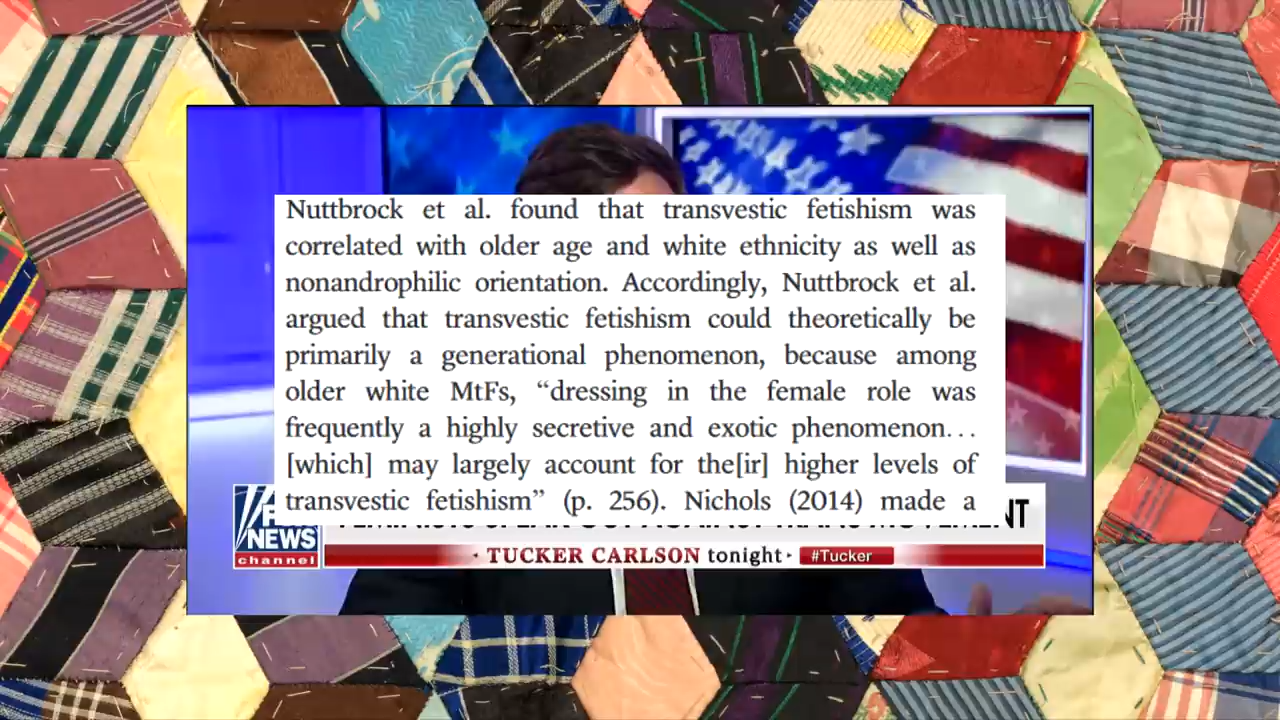 Nuttbrock et al. found that transvestic fetishism was
correlated with older age and white ethnicity as well as
nonandrophilic orientation. Accordingly, Nuttbrock et al.
argued that transvestic fetishism could theoretically be
primarily a generational phenomenon, because among
older white MtFs, “dressing in the female role was
frequently a highly secretive and exotic phenomenon…
[which] may largely account for the[ir] higher levels of
transvestic fetishism” (p. 256). Nichols (2014) made a
NEWS
channel
· TUCKER CARLSON tonight ·
#Tucker